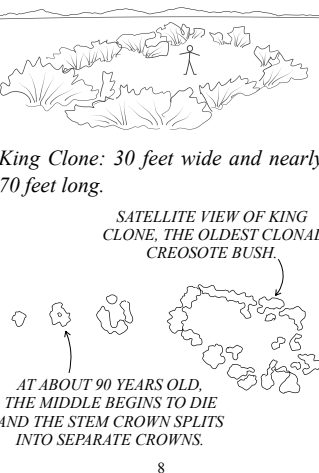 King Clone: 30 feet wide and nearly
70 feet long.
SATELLITE VIEW OF KING
CLONE, THE OLDEST CLONAL
CREOSOTE BUSH.
AT ABOUT 90 YEARS OLD,
THE MIDDLE BEGINS TO DIE
AND THE STEM CROWN SPLITS
INTO SEPARATE CROWNS.
8